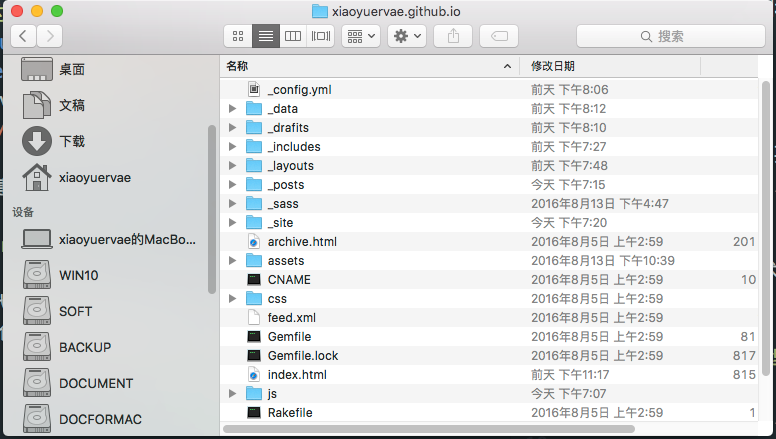 xiaoyuervae.github.io
搜索
桌面
文稿
下载
xiaoyuervae
设备
xiaoyuervae的MacBo...
WIN10
SOFT
BACKUP
DOCUMENT
DOCFORMAC
名称 修改日期
_config.yml 前天 下午8:06
_data 前天 下午8:12
_drafits 前天 下午8:10
_includes 前天 下午7:27
_layouts 前天 下午7:48
_posts 今天 下午7:15
_sass 2016年8月13日 下午4:47
_site 今天 下午7:20
archive.html 2016年8月5日 上午2:59 201
assets 2016年8月13日 下午10:39
CNAME 2016年8月5日 上午2:59 10
css 2016年8月5日 上午2:59
feed.xml 2016年8月5日 上午2:59
Gemfile 2016年8月5日 上午2:59 81
Gemfile.lock 2016年8月5日 上午2:59 817
index.html 前天 下午11:17 815
js 今天 下午7:07
Rakefile 2016年8月5日 上午2:59 1